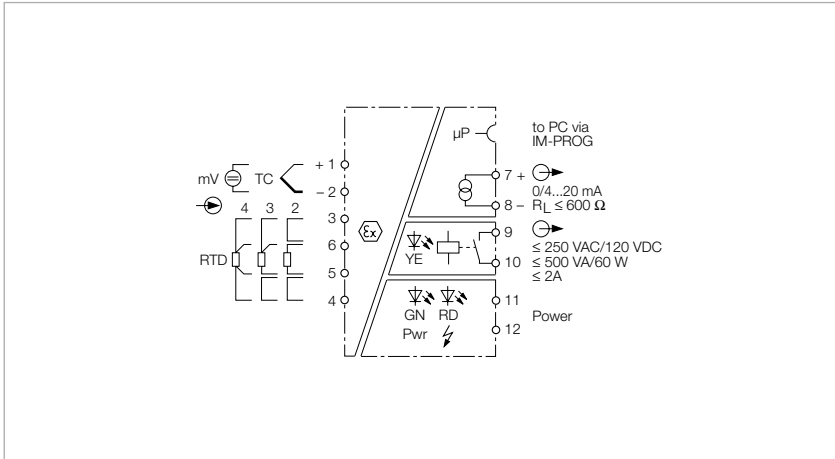 µP
to PC via
IM-PROG
mV TC + 1
– 2
7 +
0/4...20 mA
8 –
RL ≤ 600 Ω
4 3 2
3
6
RTD
5
4
εx
YE
9
10
≤ 250 VAC/120 VDC
≤ 500 VA/60 W
≤ 2A
GN RD
Pwr
11
12
Power